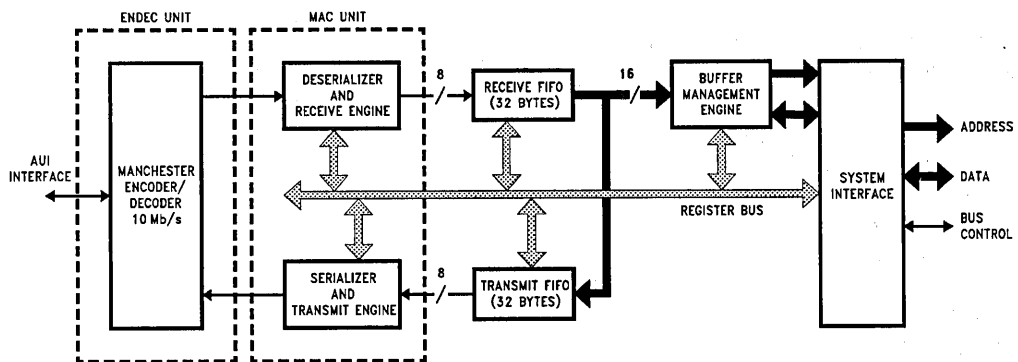 ENDEC UNIT
MAC UNIT
DESERIALIZER
AND
RECEIVE ENGINE
8
RECEIVE FIFO
(32 BYTES)
16
BUFFER
MANAGEMENT
ENGINE
AUI
INTERFACE
MANCHESTER
ENCODER/
DECODER
10 Mb/s
REGISTER BUS
SYSTEM
INTERFACE
ADDRESS
DATA
BUS
CONTROL
SERIALIZER
AND
TRANSMIT ENGINE
8
TRANSMIT FIFO
(32 BYTES)